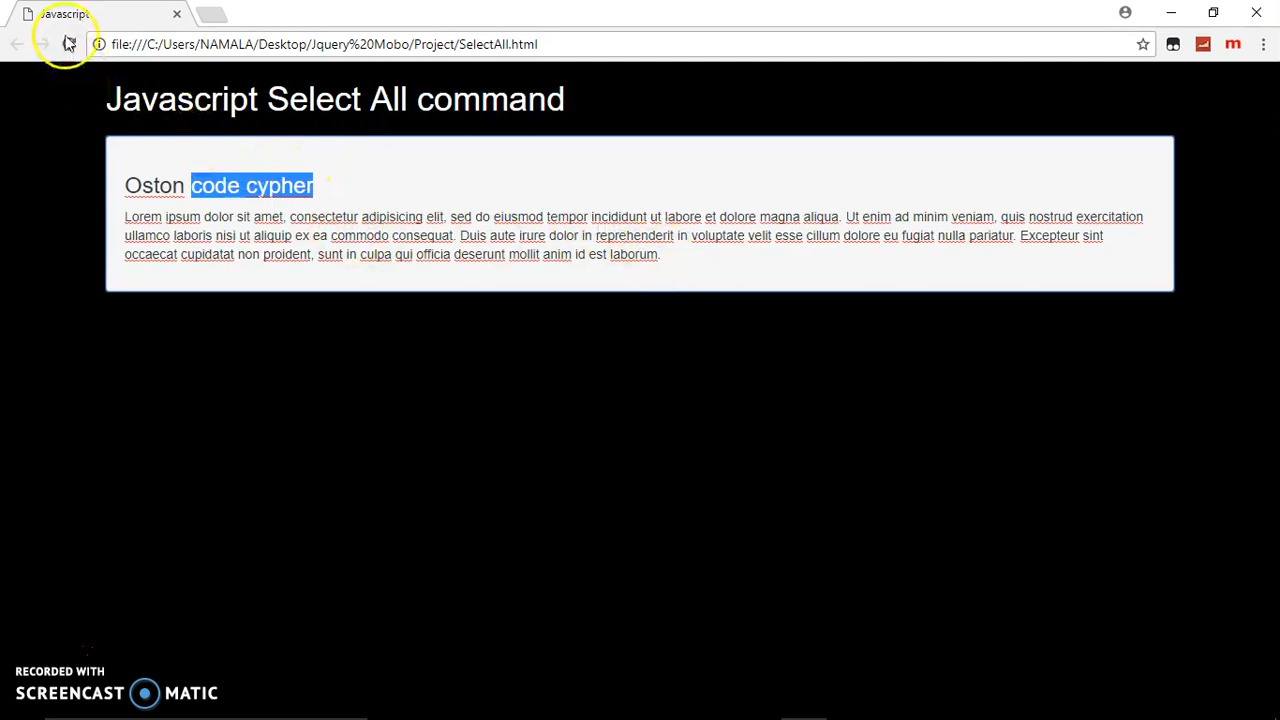 Javascript
file:///C:/Users/NAMALA/Desktop/Jquery%20Mobo/Project/SelectAll.html
m
Javascript Select All command
Oston code cypher
Lorem ipsum dolor sit amet, consectetur adipisicing elit, sed do eiusmod tempor incididunt ut labore et dolore magna aliqua. Ut enim ad minim veniam, quis nostrud exercitation
ullamco laboris nisi ut aliquip ex ea commodo consequat. Duis aute irure dolor in reprehenderit in voluptate velit esse cillum dolore eu fugiat nulla pariatur. Excepteur sint
occaecat cupidatat non proident, sunt in culpa qui officia deserunt mollit anim id est laborum.
RECORDED WITH
SCREENCAST MATIC